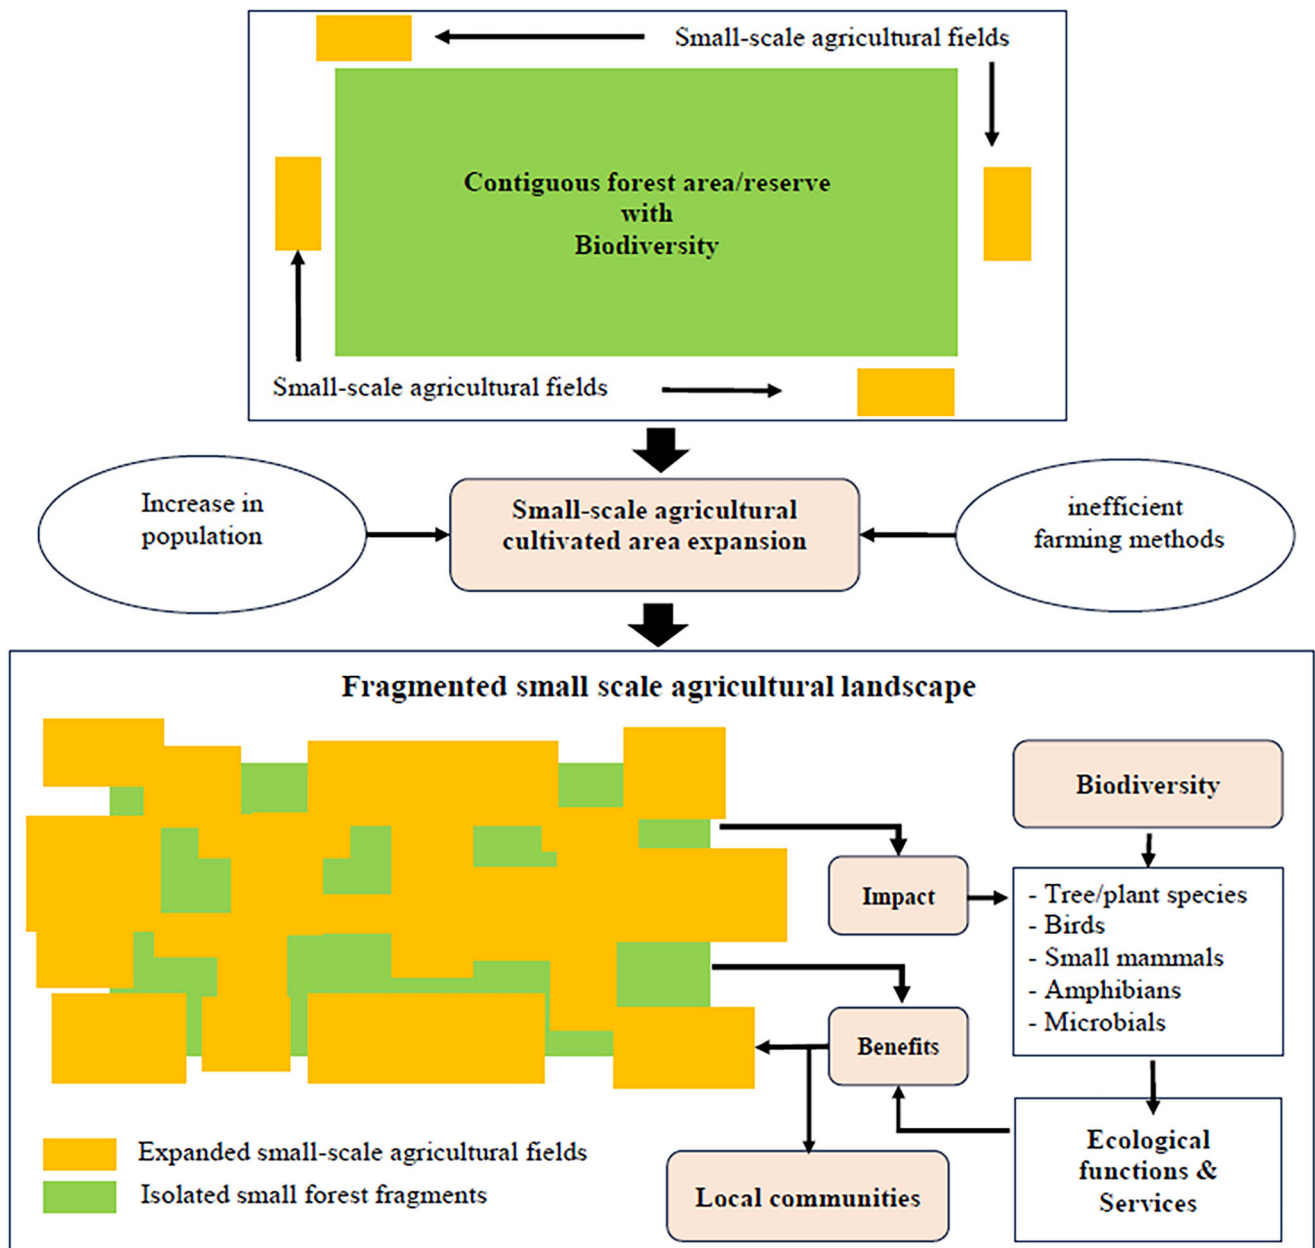 Small-scale agricultural fields
Contiguous forest area/reserve
with
Biodiversity
Small-scale agricultural fields
Increase in
population
Small-scale agricultural
cultivated area expansion
inefficient
farming methods
Fragmented small scale agricultural landscape
Biodiversity
Impact
- Tree/plant species
- Birds
- Small mammals
- Amphibians
- Microbials
Benefits
Ecological
functions &
Services
Local communities
Expanded small-scale agricultural fields
Isolated small forest fragments